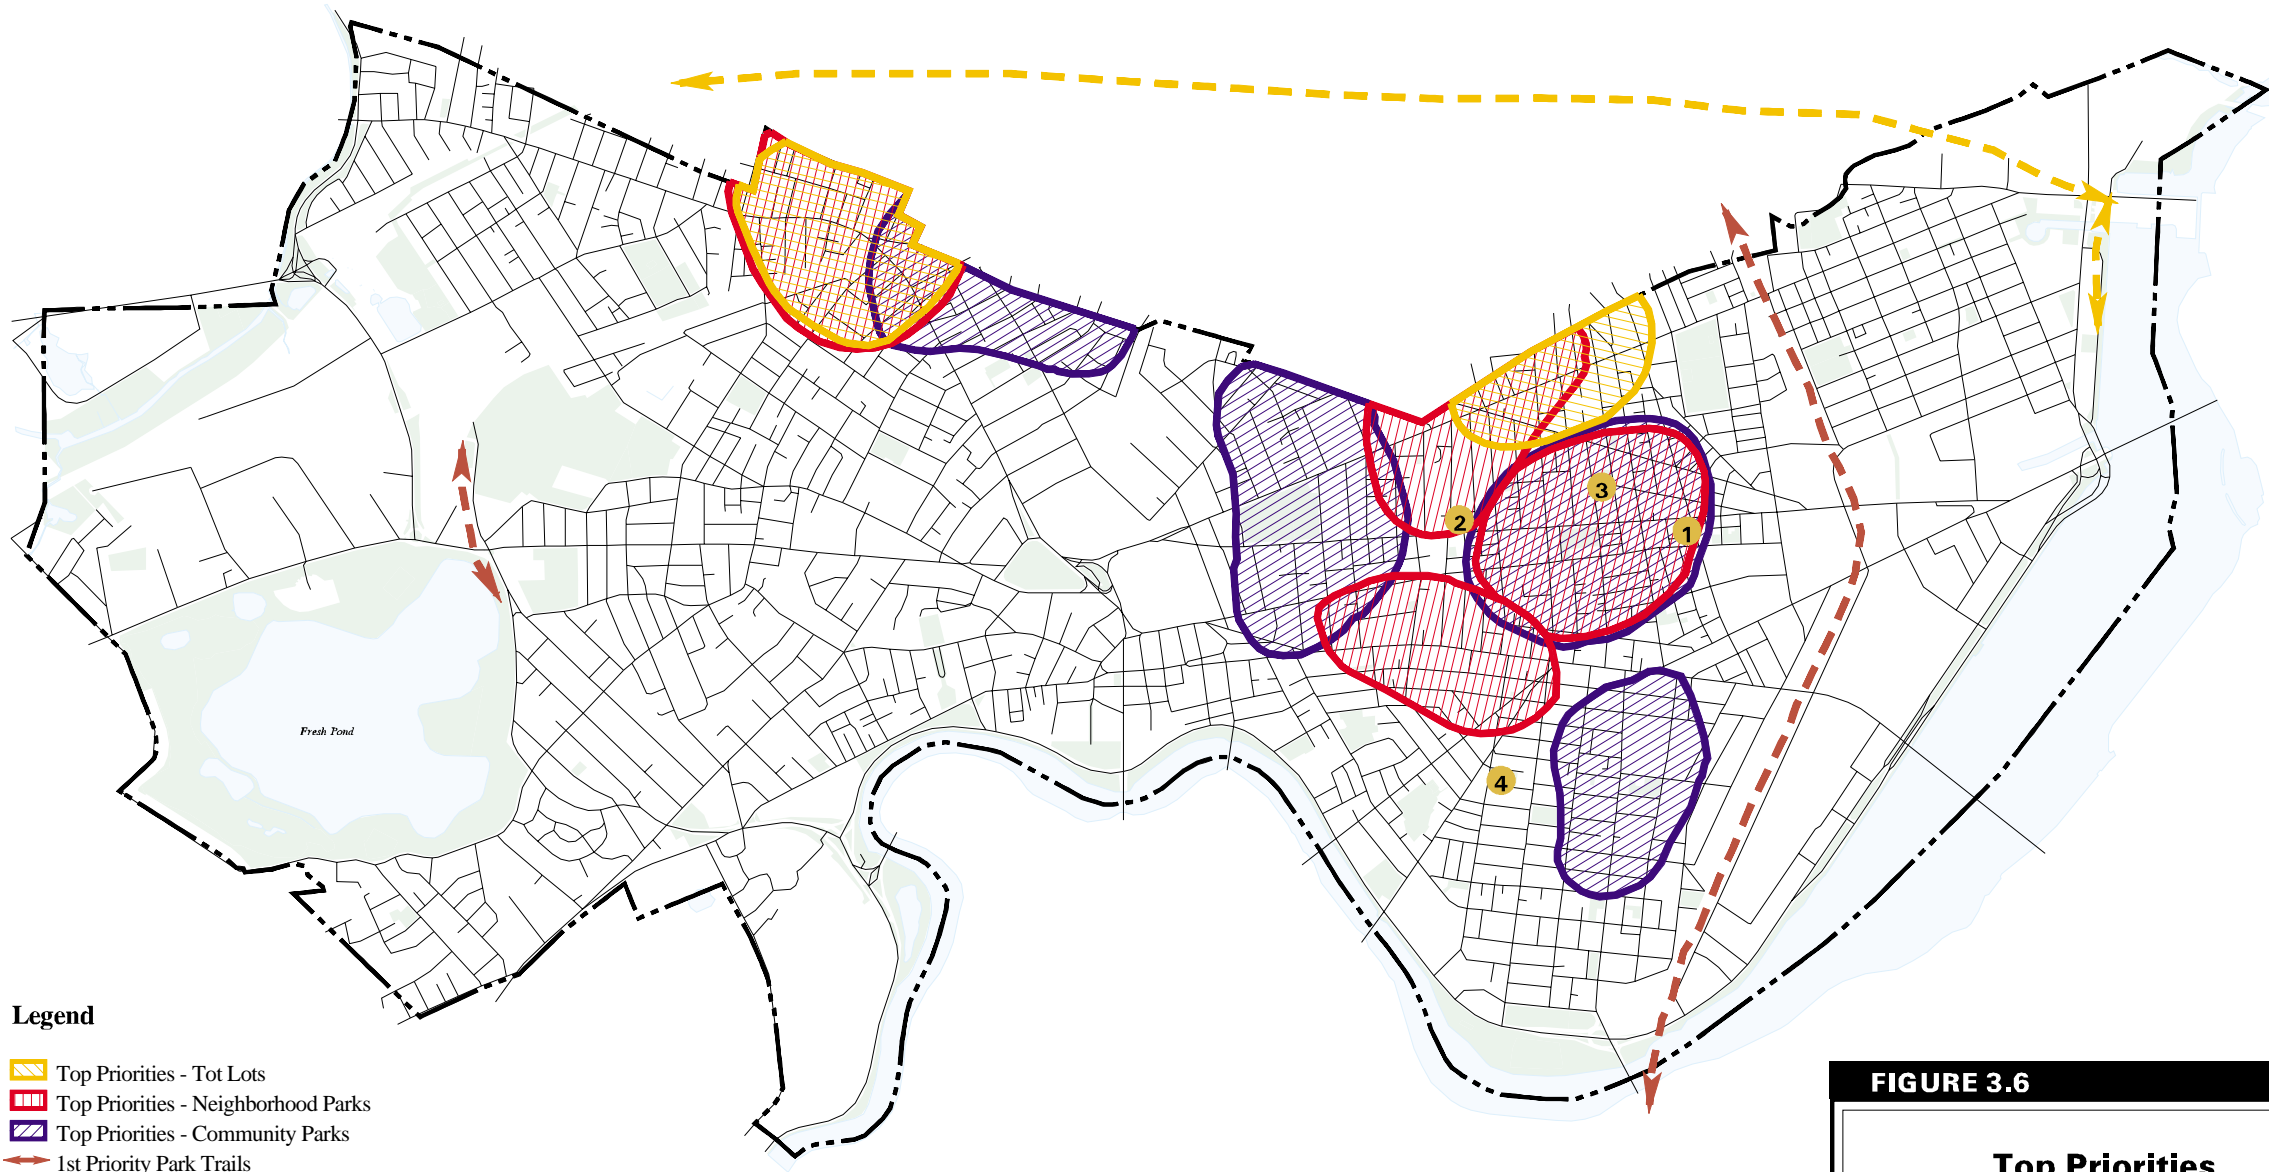 3
2
1
Fresh Pond
4
Legend
Top Priorities - Tot Lots
Top Priorities - Neighborhood Parks
Top Priorities - Community Parks
1st Priority Park Trails
FIGURE 3.6
Top Priorities